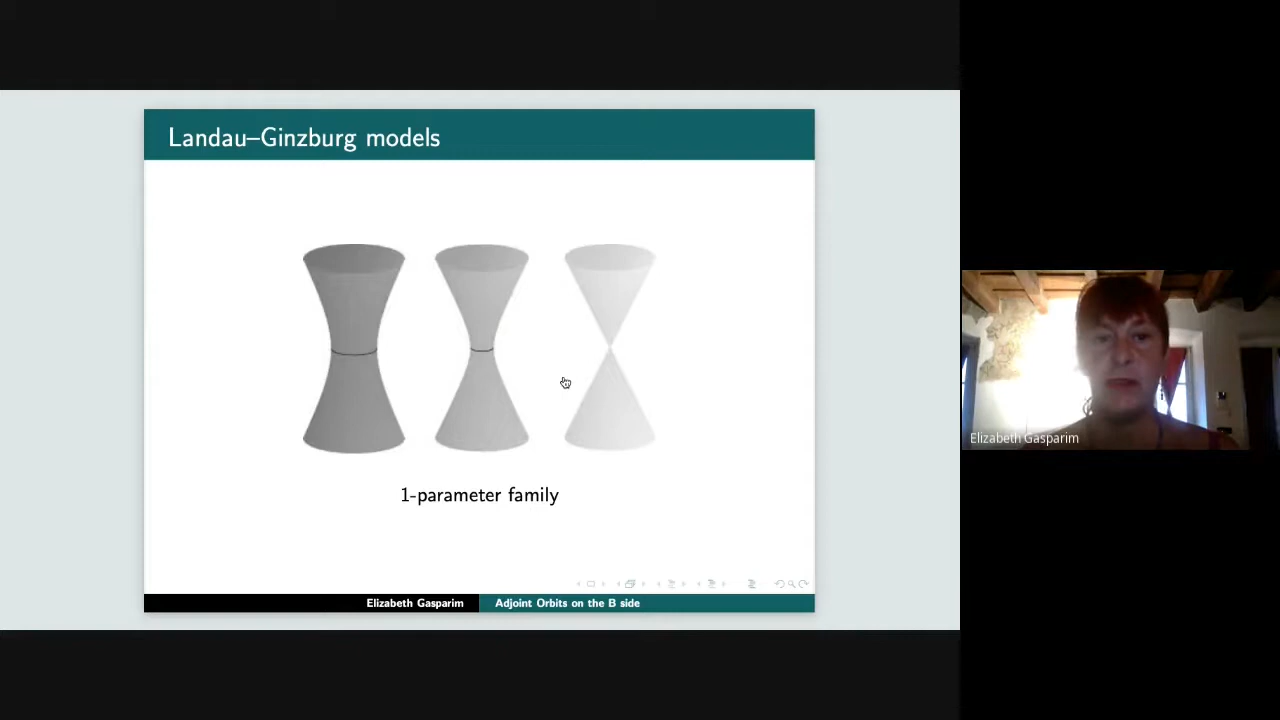 Landau–Ginzburg models
1-parameter family
Elizabeth Gasparim
Adjoint Orbits on the B side
Elizabeth Gasparim